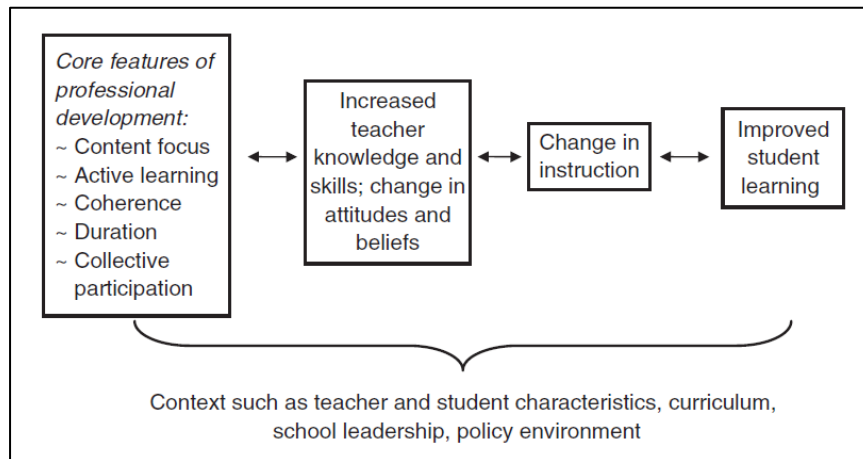 Core features of
professional
development:
~ Content focus
~ Active learning
~ Coherence
~ Duration
~ Collective
participation
Increased
teacher
knowledge and
skills; change in
attitudes and
beliefs
Change in
instruction
Improved
student
learning
Context such as teacher and student characteristics, curriculum,
school leadership, policy environment